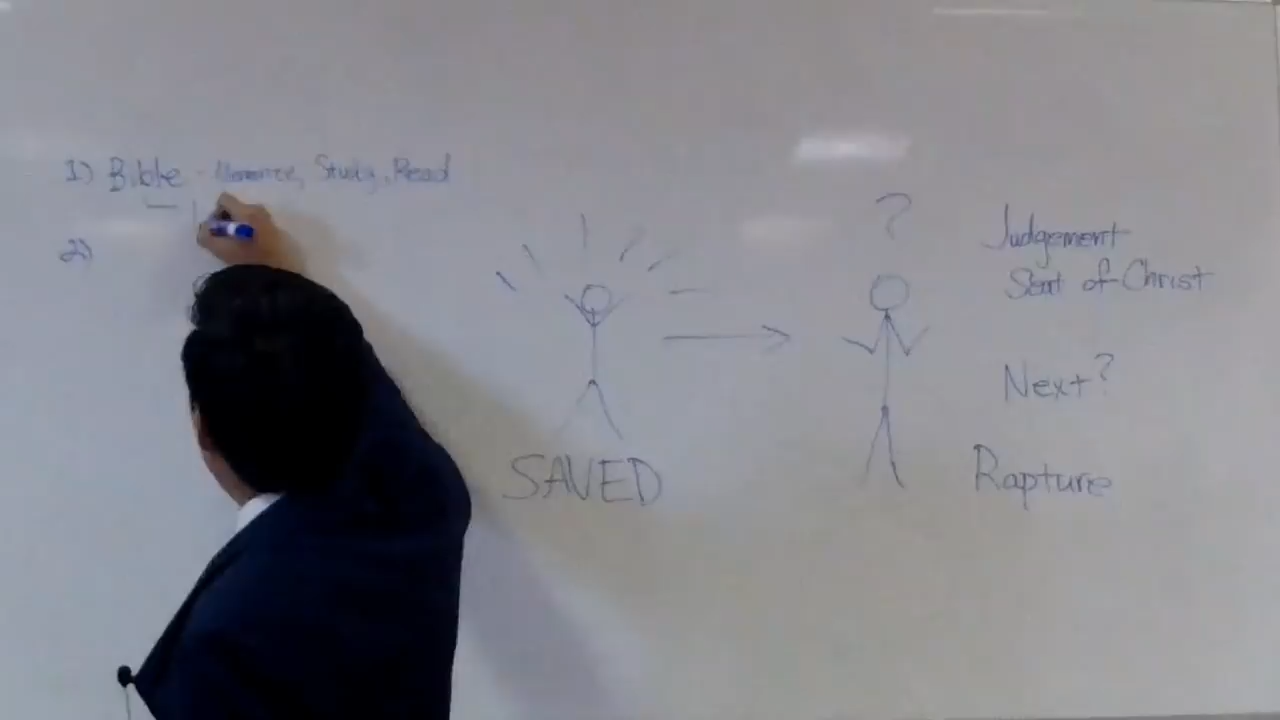 1) Bible - Memorize, Study, Read
2)
SAVED
?
Judgement
Seat of Christ
Next?
Rapture